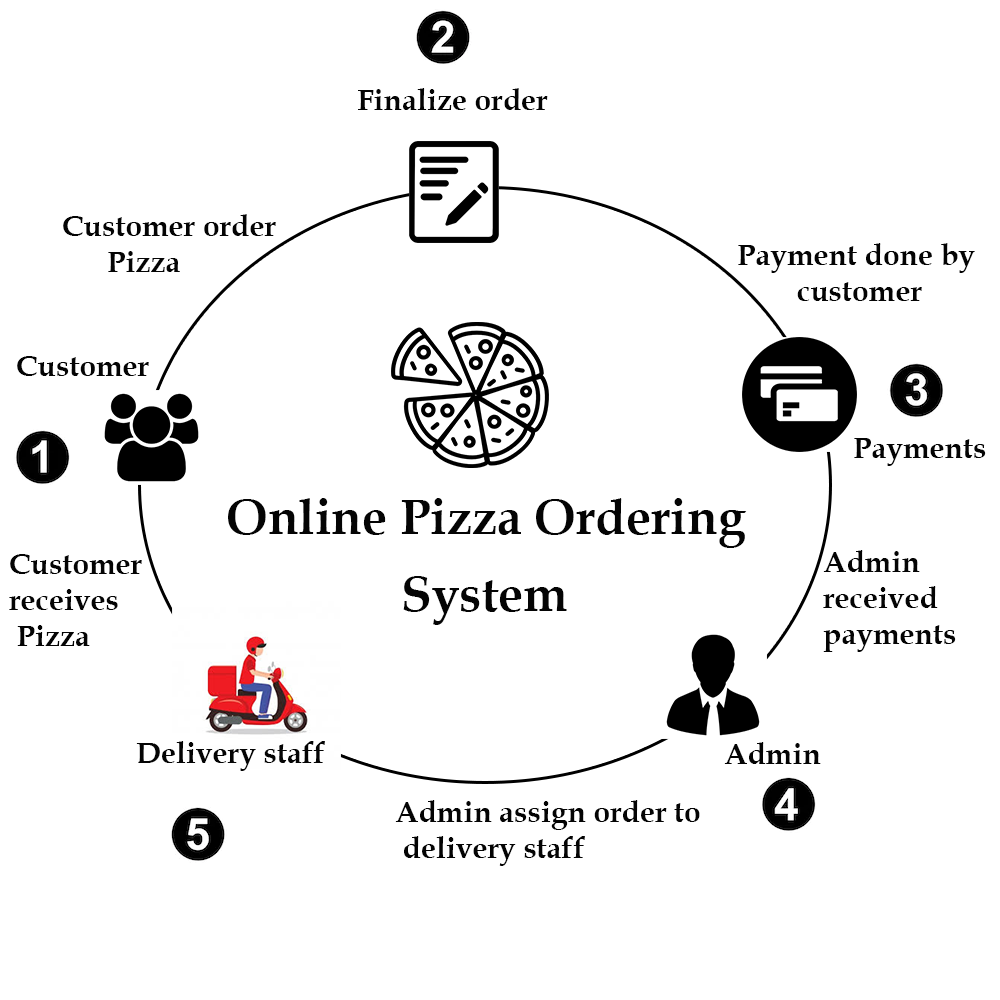 2
Finalize order
Customer order
Pizza
Payment done by
customer
Customer
1
3
Payments
Online Pizza Ordering
System
Customer
receives
Pizza
Admin
received
payments
Delivery staff
Admin
4
5
Admin assign order to
delivery staff